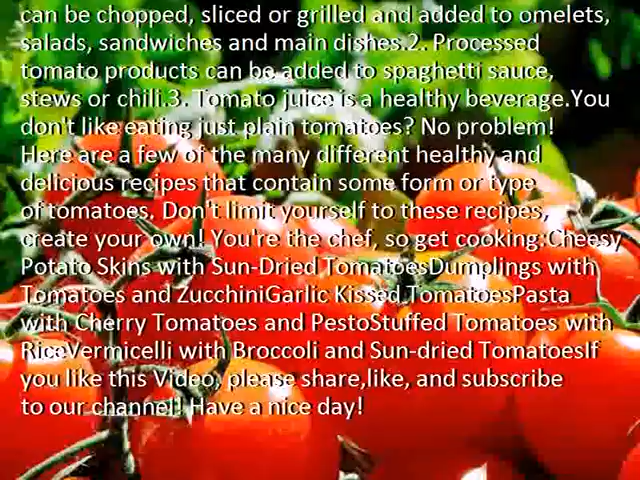 can be chopped, sliced or grilled and added to omelets,
salads, sandwiches and main dishes.2. Processed
tomato products can be added to spaghetti sauce,
stews or chili.3. Tomato juice is a healthy beverage.You
don't like eating just plain tomatoes? No problem!
Here are a few of the many different healthy and
delicious recipes that contain some form or type
of tomatoes. Don't limit yourself to these recipes,
create your own! You're the chef, so get cooking:Cheesy
Potato Skins with Sun-Dried TomatoesDumplings with
Tomatoes and ZucchiniGarlic Kissed TomatoesPasta
with Cherry Tomatoes and PestoStuffed Tomatoes with
RiceVermicelli with Broccoli and Sun-dried TomatoesIf
you like this Video, please share,like, and subscribe
to our channel! Have a nice day!